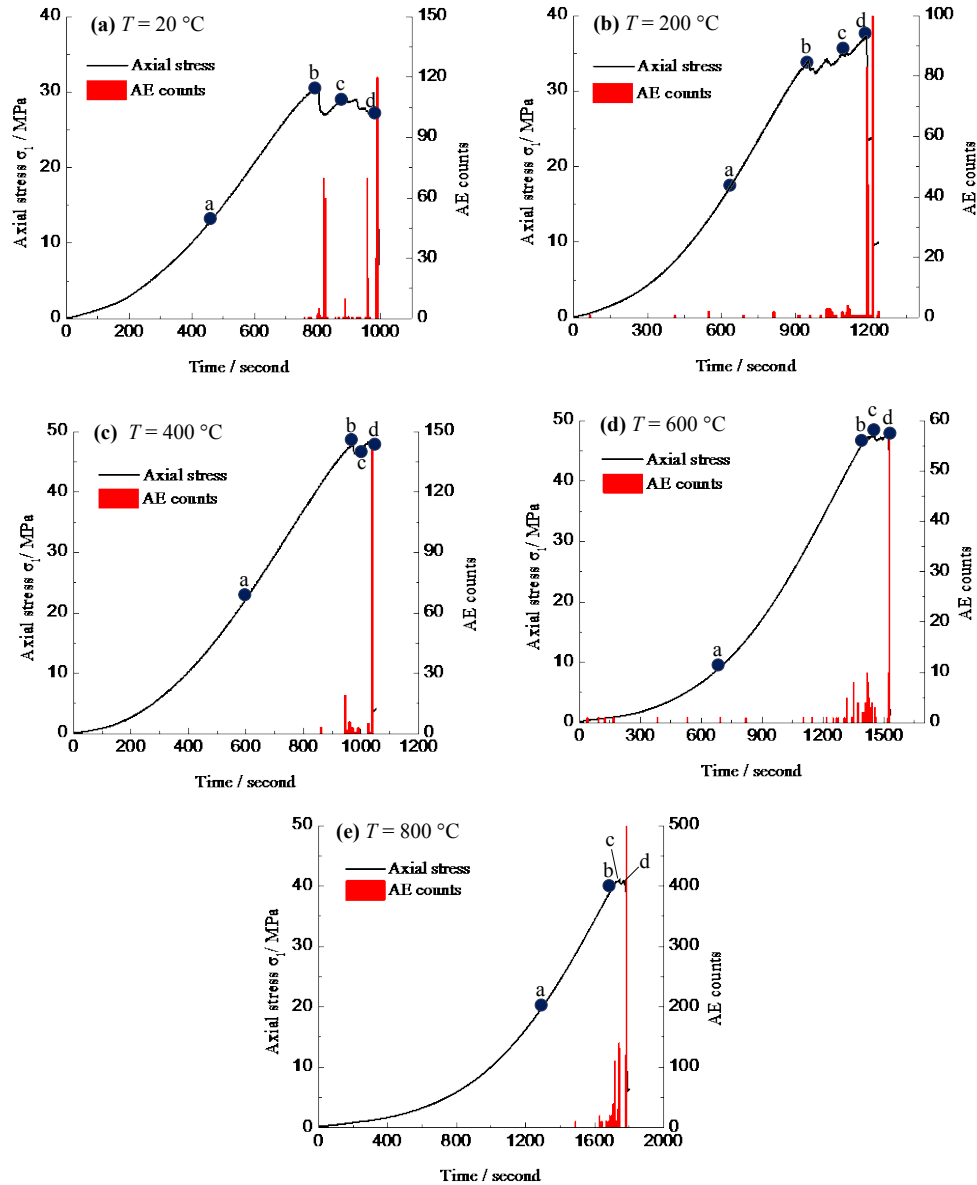 (a) T = 20 °C
Axial stress
AE counts
a
b
c
d
40
30
20
10
0
150
120
90
60
30
0
0 200 400 600 800 1000
Axial stress σ1 / MPa
AE counts
Time / second
(b) T = 200 °C
Axial stress
AE counts
a
b
c
d
40
30
20
10
0
100
80
60
40
20
0
0 300 600 900 1200
Axial stress σ1 / MPa
AE counts
Time / second
(c) T = 400 °C
Axial stress
AE counts
a
b
c
d
50
40
30
20
10
0
150
120
90
60
30
0
0 200 400 600 800 1000 1200
Axial stress σ1/ MPa
AE counts
Time / second
(d) T = 600 °C
Axial stress
AE counts
a
b
c
d
50
40
30
20
10
0
60
50
40
30
20
10
0
0 300 600 900 1200 1500
Axial stress σ1/ MPa
AE counts
Time / second
(e) T = 800 °C
Axial stress
AE counts
a
b
c
d
50
40
30
20
10
0
500
400
300
200
100
0
0 400 800 1200 1600 2000
Axial stress σ1/ MPa
AE counts
Time / second